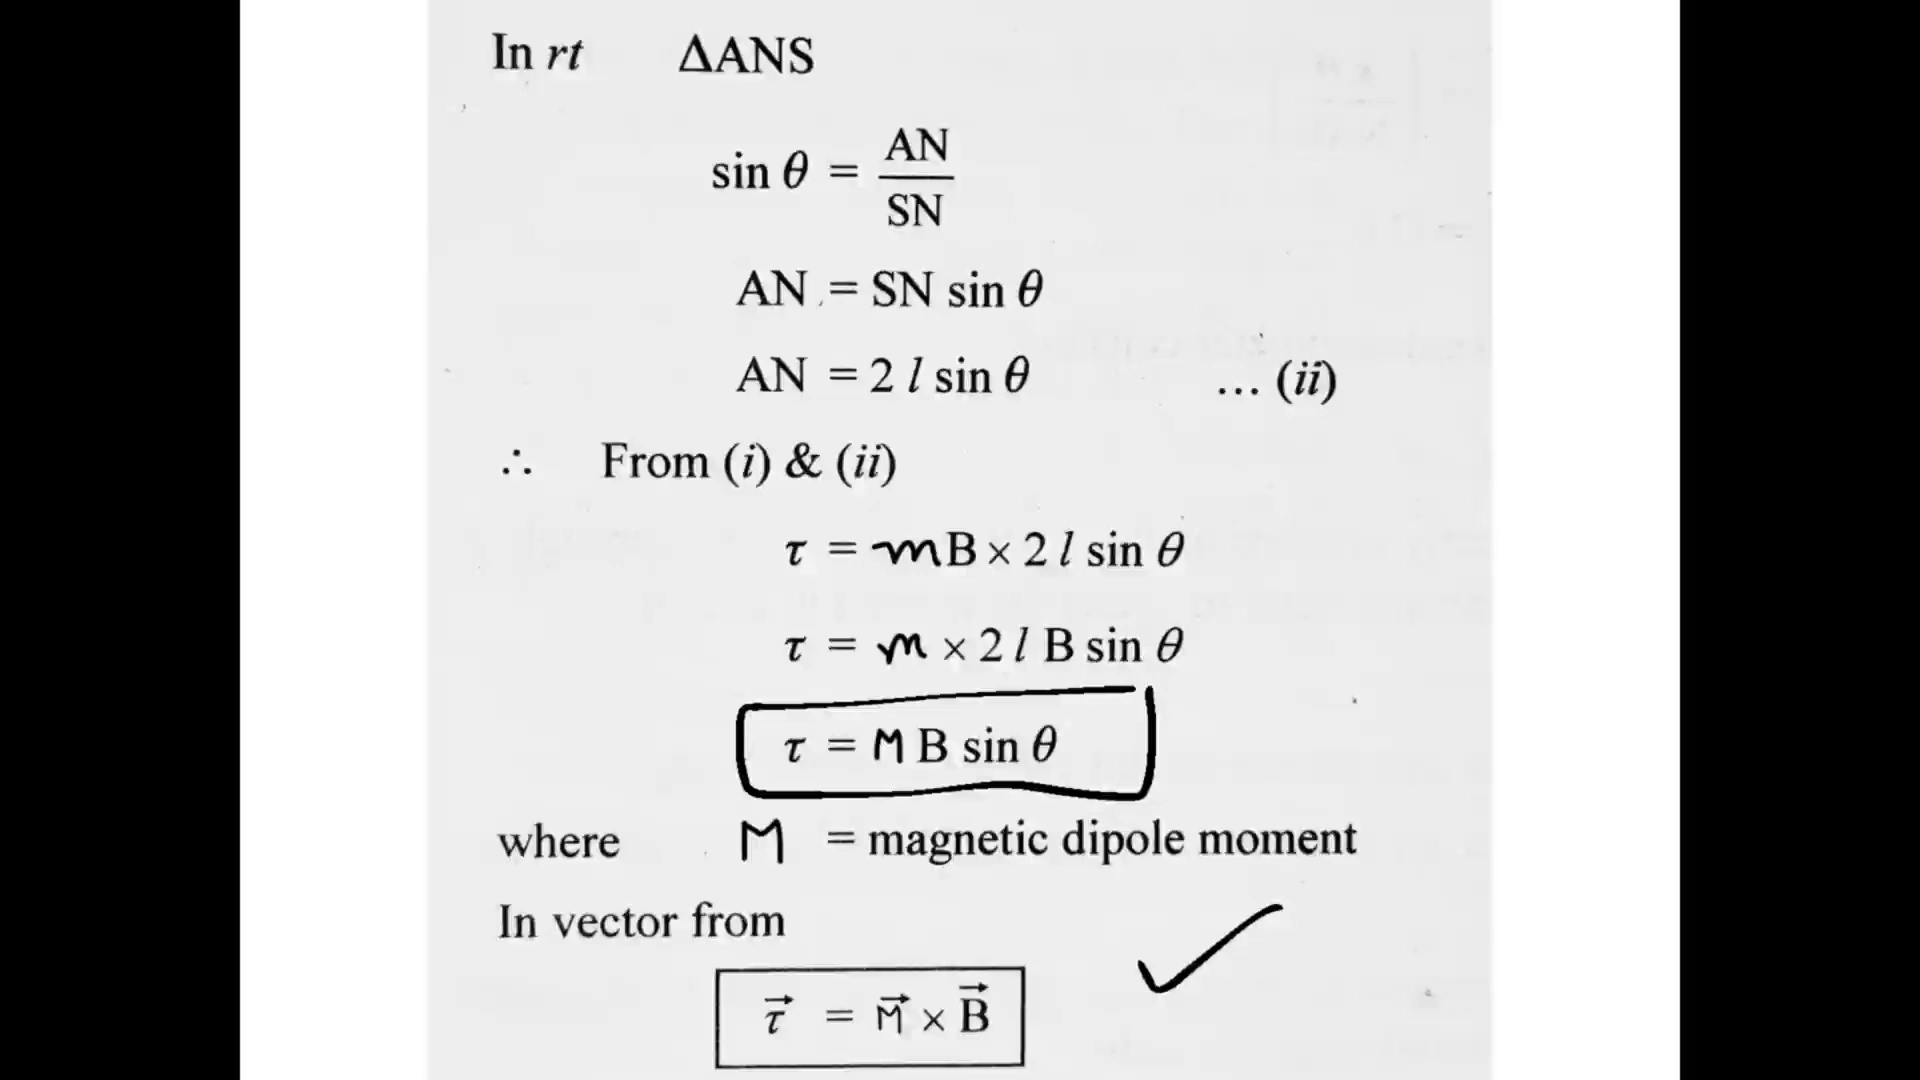 In rt ΔANS
sin θ = AN / SN
AN = SN sin θ
AN = 2 l sin θ ... (ii)
∴ From (i) & (ii)
τ = mB × 2 l sin θ
τ = m × 2 l B sin θ
τ = M B sin θ
where M = magnetic dipole moment
In vector from
τ⃗ = M⃗ × B⃗